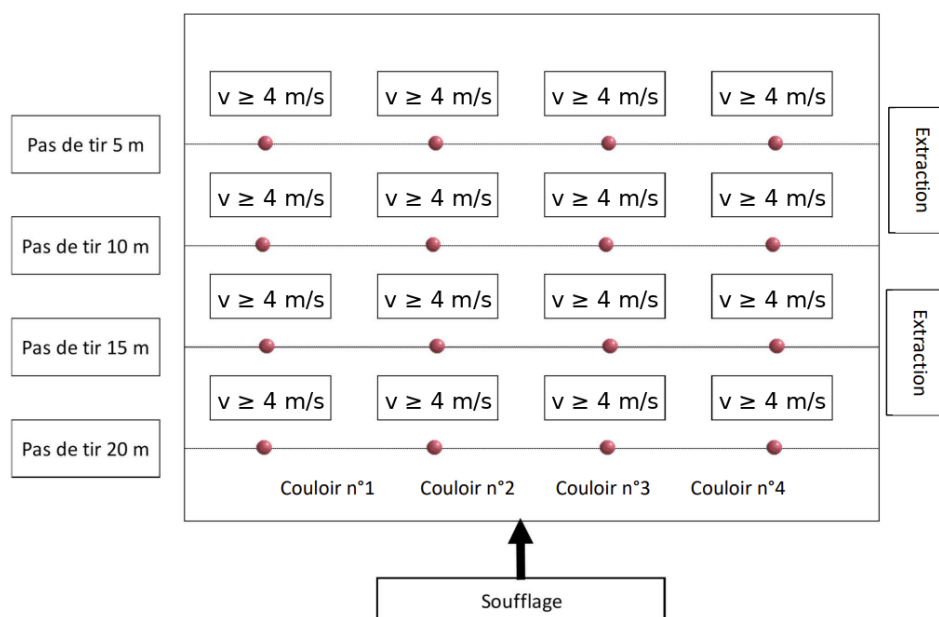 v ≥ 4 m/s v ≥ 4 m/s v ≥ 4 m/s v ≥ 4 m/s
Pas de tir 5 m
Extraction
v ≥ 4 m/s v ≥ 4 m/s v ≥ 4 m/s v ≥ 4 m/s
Pas de tir 10 m
v ≥ 4 m/s v ≥ 4 m/s v ≥ 4 m/s v ≥ 4 m/s
Pas de tir 15 m
Extraction
v ≥ 4 m/s v ≥ 4 m/s v ≥ 4 m/s v ≥ 4 m/s
Pas de tir 20 m
Couloir n°1 Couloir n°2 Couloir n°3 Couloir n°4
Soufflage